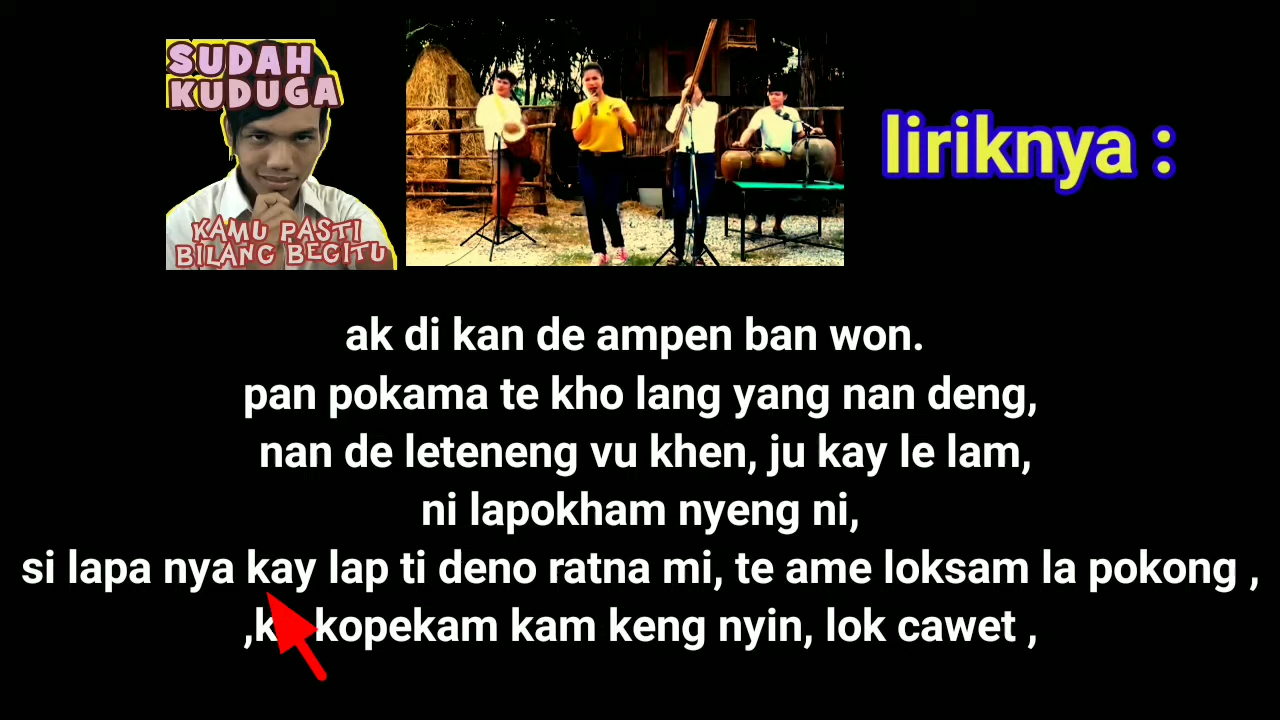 SUDAH
KUDUGA
KAMU PASTI
BILANG BEGITU
liriknya :
ak di kan de ampen ban won.
pan pokama te kho lang yang nan deng,
nan de leteneng vu khen, ju kay le lam,
ni lapokham nyeng ni,
si lapa nya kay lap ti deno ratna mi, te ame loksam la pokong ,
kopekam kam keng nyin, lok cawet ,